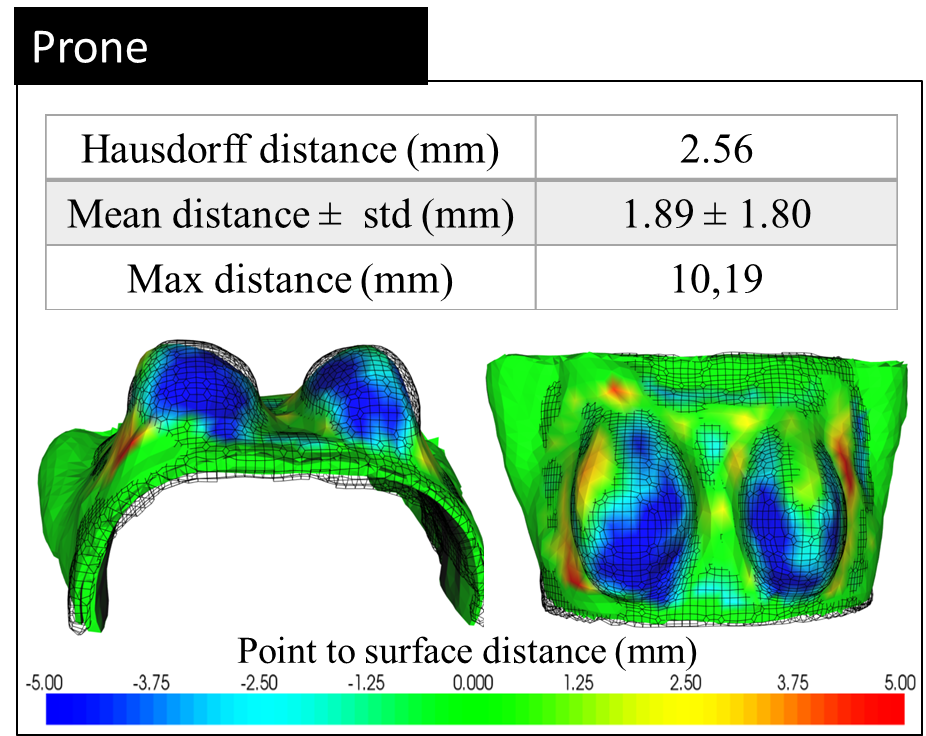 Prone
Hausdorff distance (mm) 2.56
Mean distance ± std (mm) 1.89 ± 1.80
Max distance (mm) 10,19
Point to surface distance (mm)
-5.00 -3.75 -2.50 -1.25 0.000 1.25 2.50 3.75 5.00